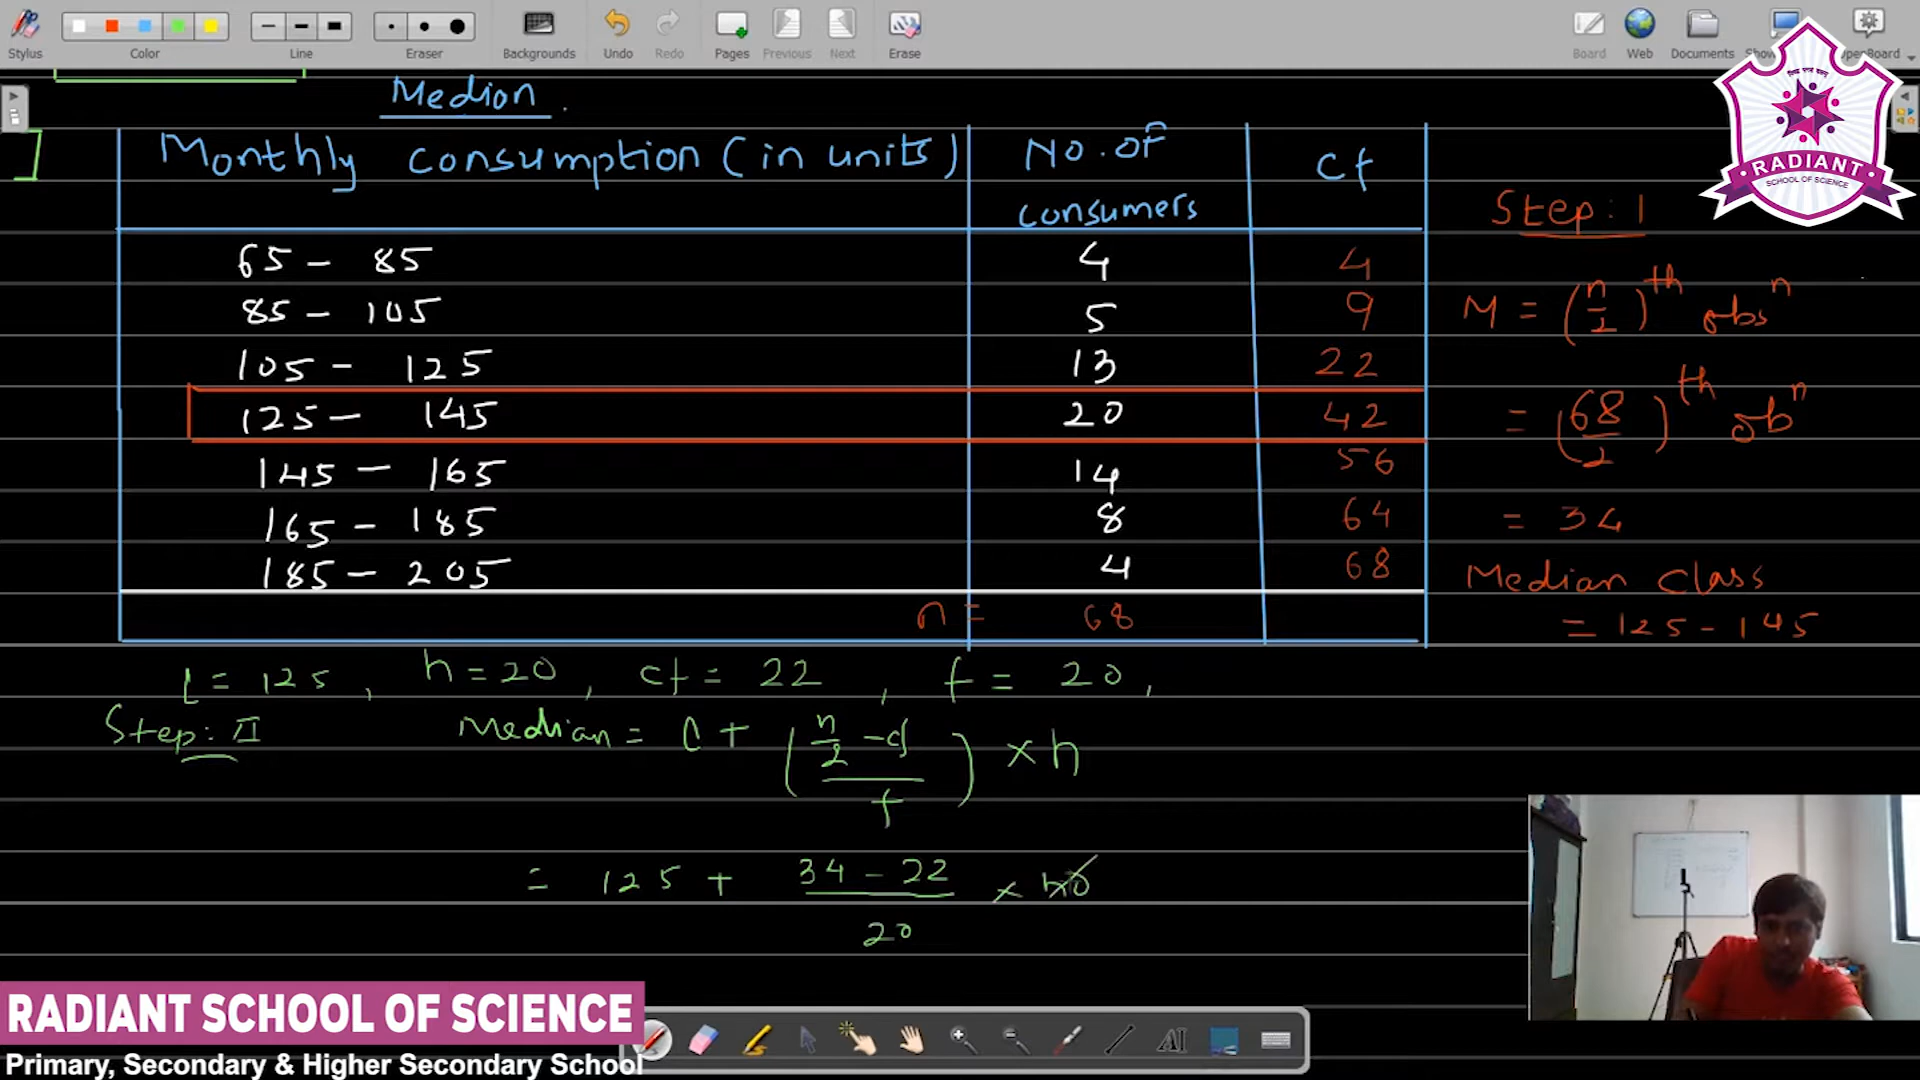 Stylus Color Line Eraser Backgrounds Undo Redo Pages Previous Next Erase Board Web Documents
Median.
Monthly consumption (in units) No. of consumers Cf
65 - 85 4 4
85 - 105 5 9
105 - 125 13 22
125 - 145 20 42
145 - 165 14 56
165 - 185 8 64
185 - 205 4 68
n = 68
RADIANT
SCHOOL OF SCIENCE
Step: 1
M = (n/2)^th obs^n
= (68/2)^th ob^n
= 34
Median Class
= 125 - 145
l = 125, h = 20, cf = 22, f = 20,
Step: II Median = l + ((n/2 - cf)/f) × h
= 125 + (34 - 22)/20 ×
RADIANT SCHOOL OF SCIENCE
Primary, Secondary & Higher Secondary School